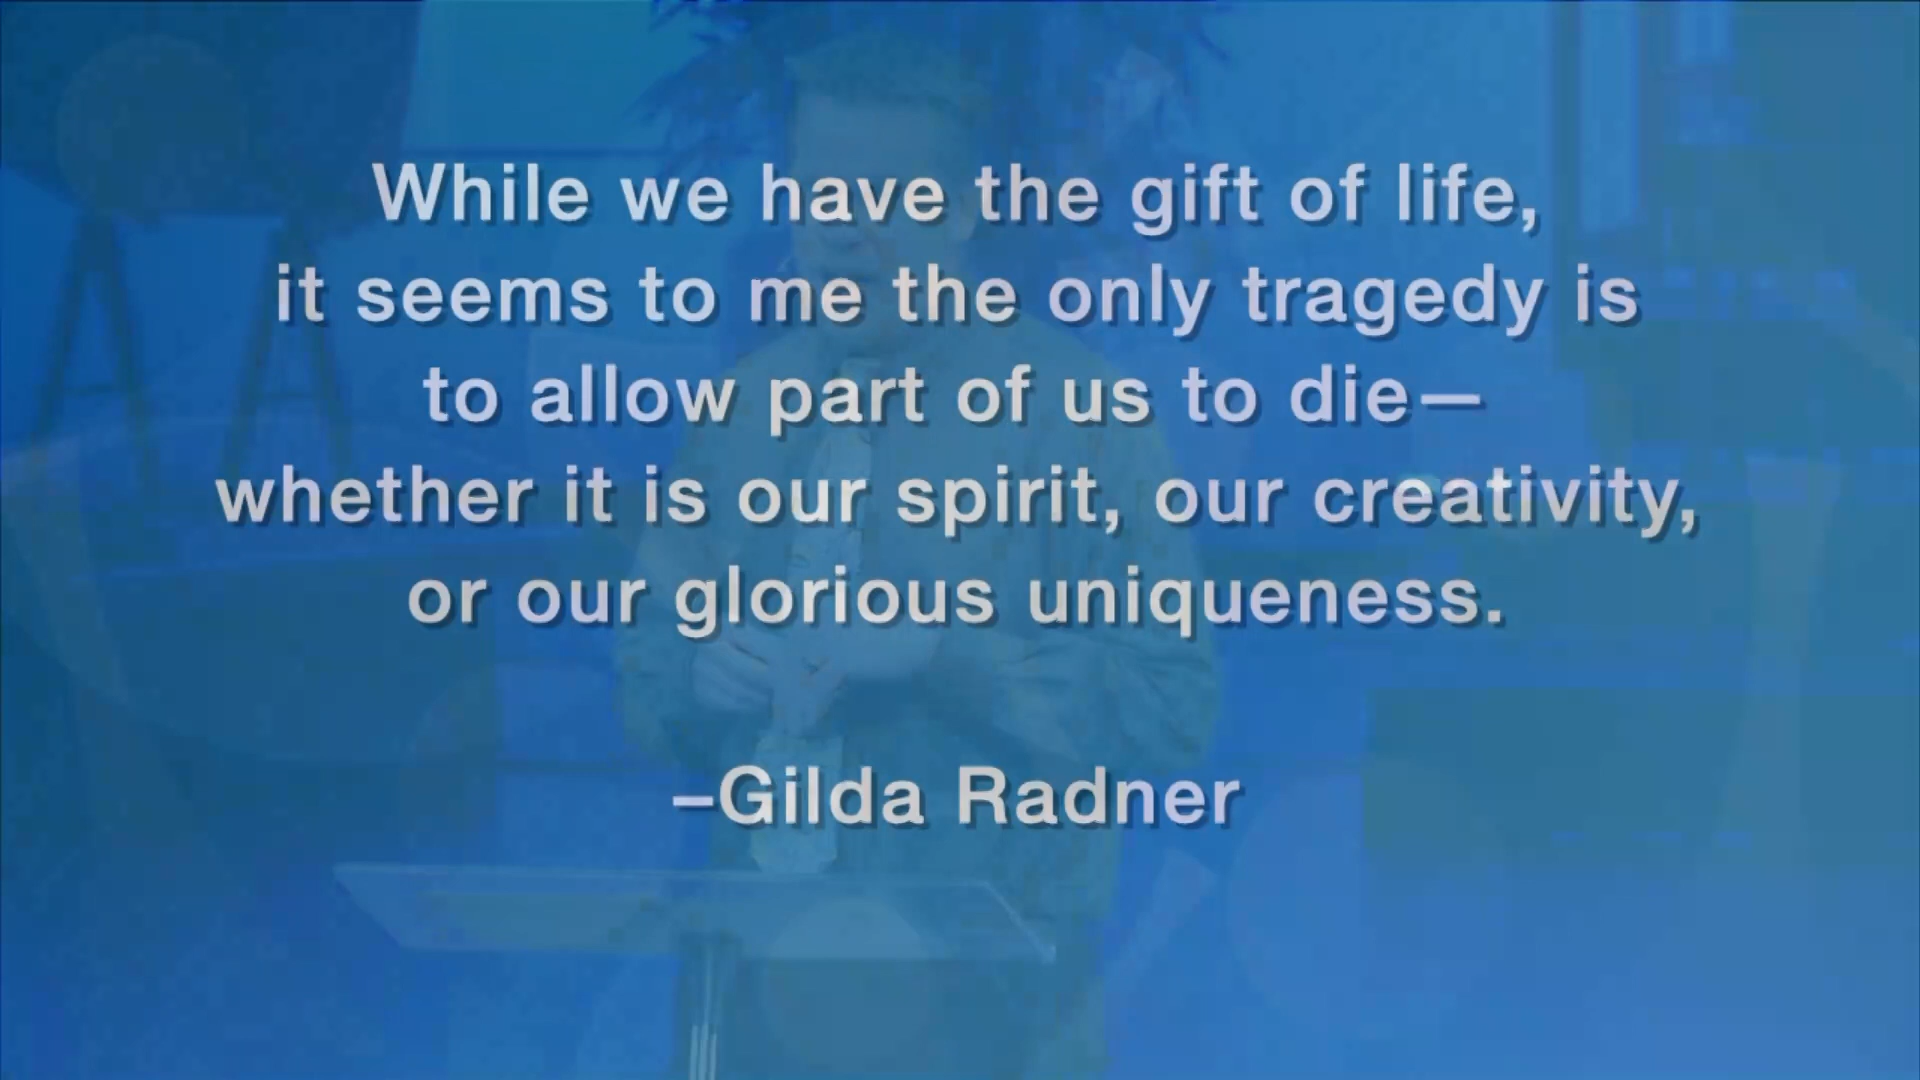 While we have the gift of life,
it seems to me the only tragedy is
to allow part of us to die—
whether it is our spirit, our creativity,
or our glorious uniqueness.
–Gilda Radner